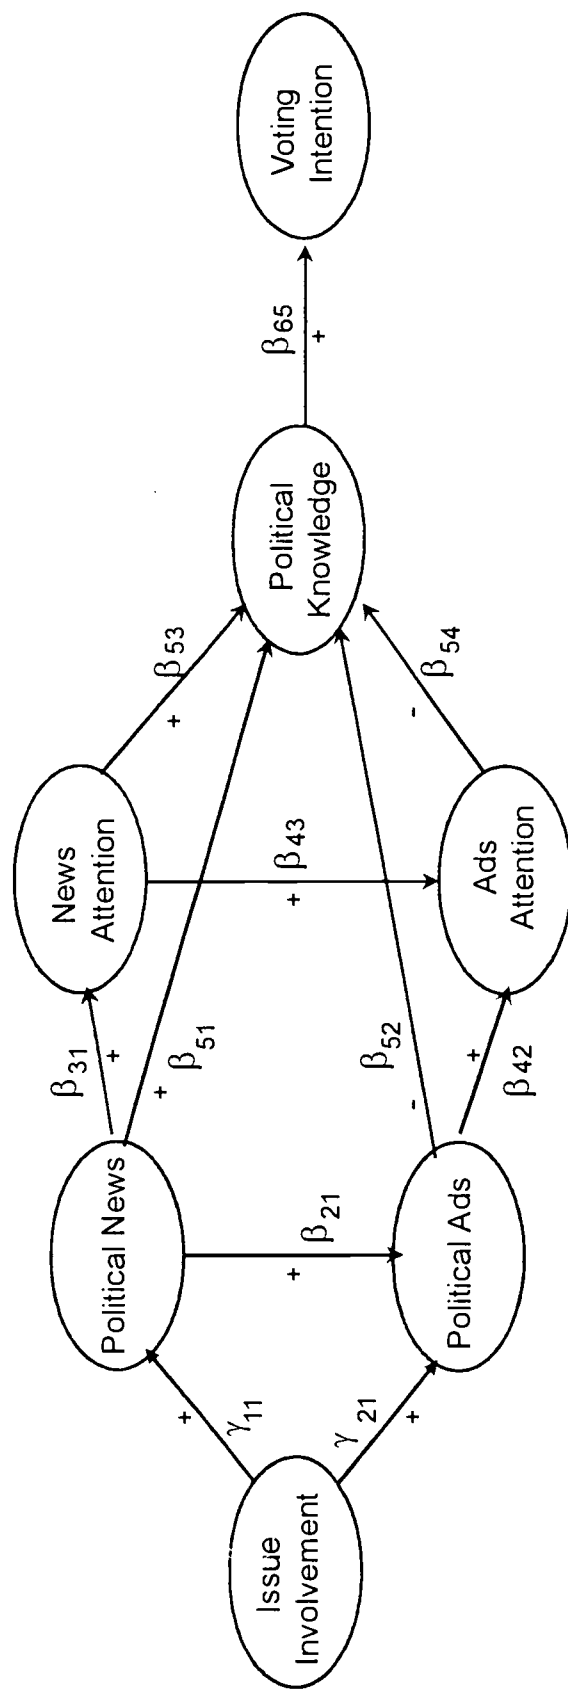 Issue
Involvement
+
γ11
γ 21
+
Political News
+
β21
Political Ads
β31
+
+
β51
-
β52
+
β42
News
Attention
+
β43
Ads
Attention
+
β53
-
β54
Political
Knowledge
β65
+
Voting
Intention